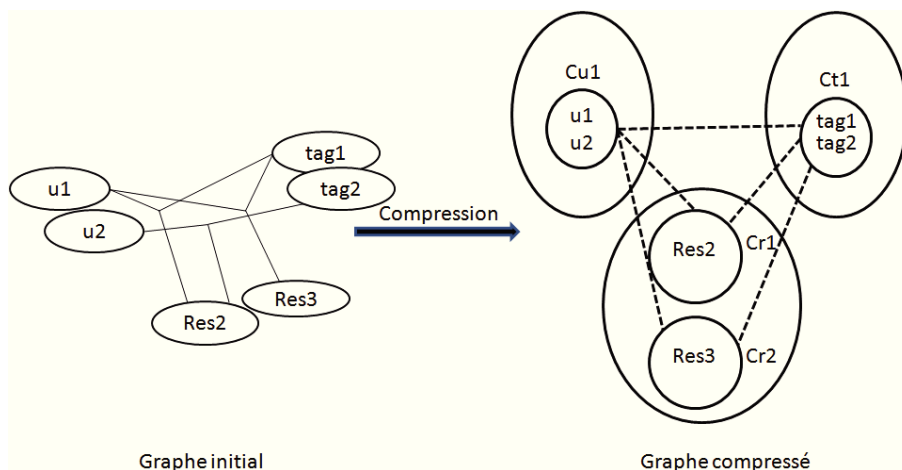 u1
u2
tag1
tag2
Res2
Res3
Compression
Cu1
u1
u2
Ct1
tag1
tag2
Res2
Cr1
Res3
Cr2
Graphe initial
Graphe compressé